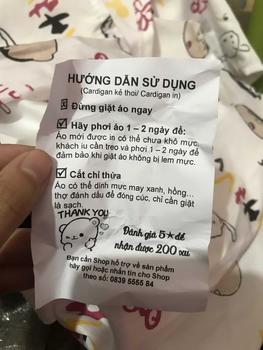 HƯỚNG DẪN SỬ DỤNG
(Cardigan kẻ thoi/ Cardigan in)
Đừng giặt áo ngay
Hãy phơi áo 1 – 2 ngày để:
Áo mới được in có thể chưa khô mực,
khách iu cần treo và phơi 1 – 2 ngày để
đảm bảo khi giặt áo không bị lem mực.
Cắt chỉ thừa
Áo có thể dính mực may xanh, hồng...
thợ đánh dấu để đóng cúc, chỉ cần giặt
là sạch.
THANK YOU
Đánh giá 5★ để
nhận được 200 xu
Bạn cần Shop hỗ trợ về sản phẩm
hãy gọi hoặc nhắn tin cho Shop
theo số: 0839 5555 84